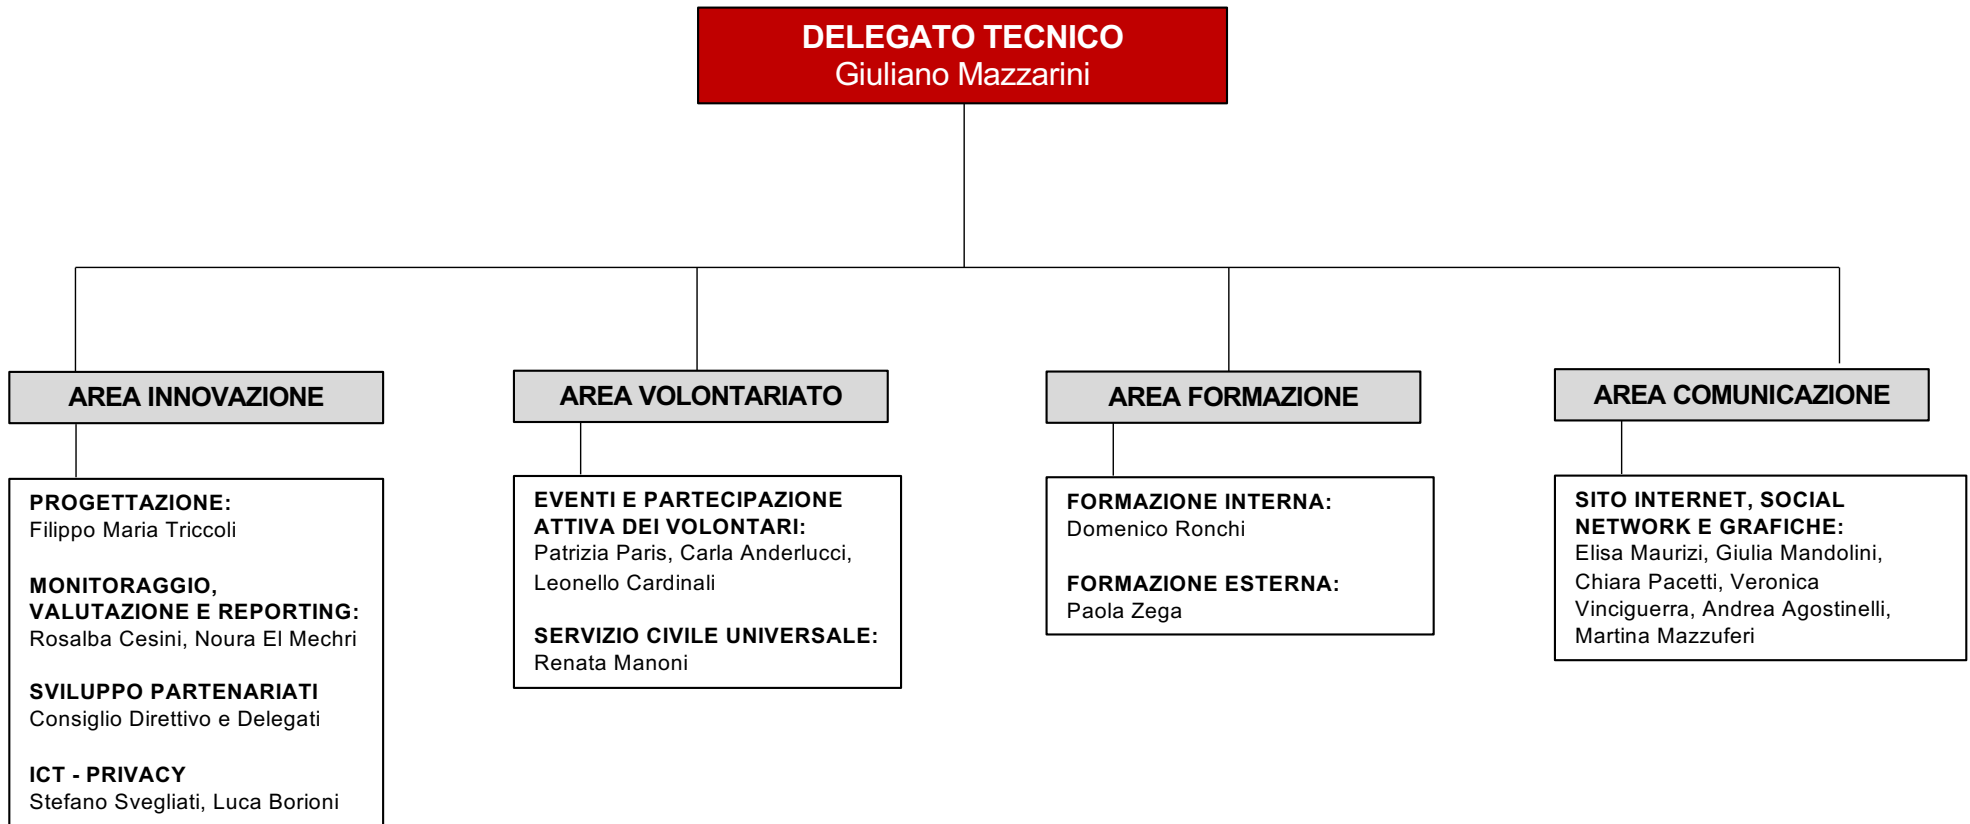 DELEGATO TECNICO
Giuliano Mazzarini
AREA INNOVAZIONE
PROGETTAZIONE:
Filippo Maria Triccoli
MONITORAGGIO,
VALUTAZIONE E REPORTING:
Rosalba Cesini, Noura El Mechri
SVILUPPO PARTENARIATI
Consiglio Direttivo e Delegati
ICT - PRIVACY
Stefano Svegliati, Luca Borioni
AREA VOLONTARIATO
EVENTI E PARTECIPAZIONE
ATTIVA DEI VOLONTARI:
Patrizia Paris, Carla Anderlucci,
Leonello Cardinali
SERVIZIO CIVILE UNIVERSALE:
Renata Manoni
AREA FORMAZIONE
FORMAZIONE INTERNA:
Domenico Ronchi
FORMAZIONE ESTERNA:
Paola Zega
AREA COMUNICAZIONE
SITO INTERNET, SOCIAL
NETWORK E GRAFICHE:
Elisa Maurizi, Giulia Mandolini,
Chiara Pacetti, Veronica
Vinciguerra, Andrea Agostinelli,
Martina Mazzuferi